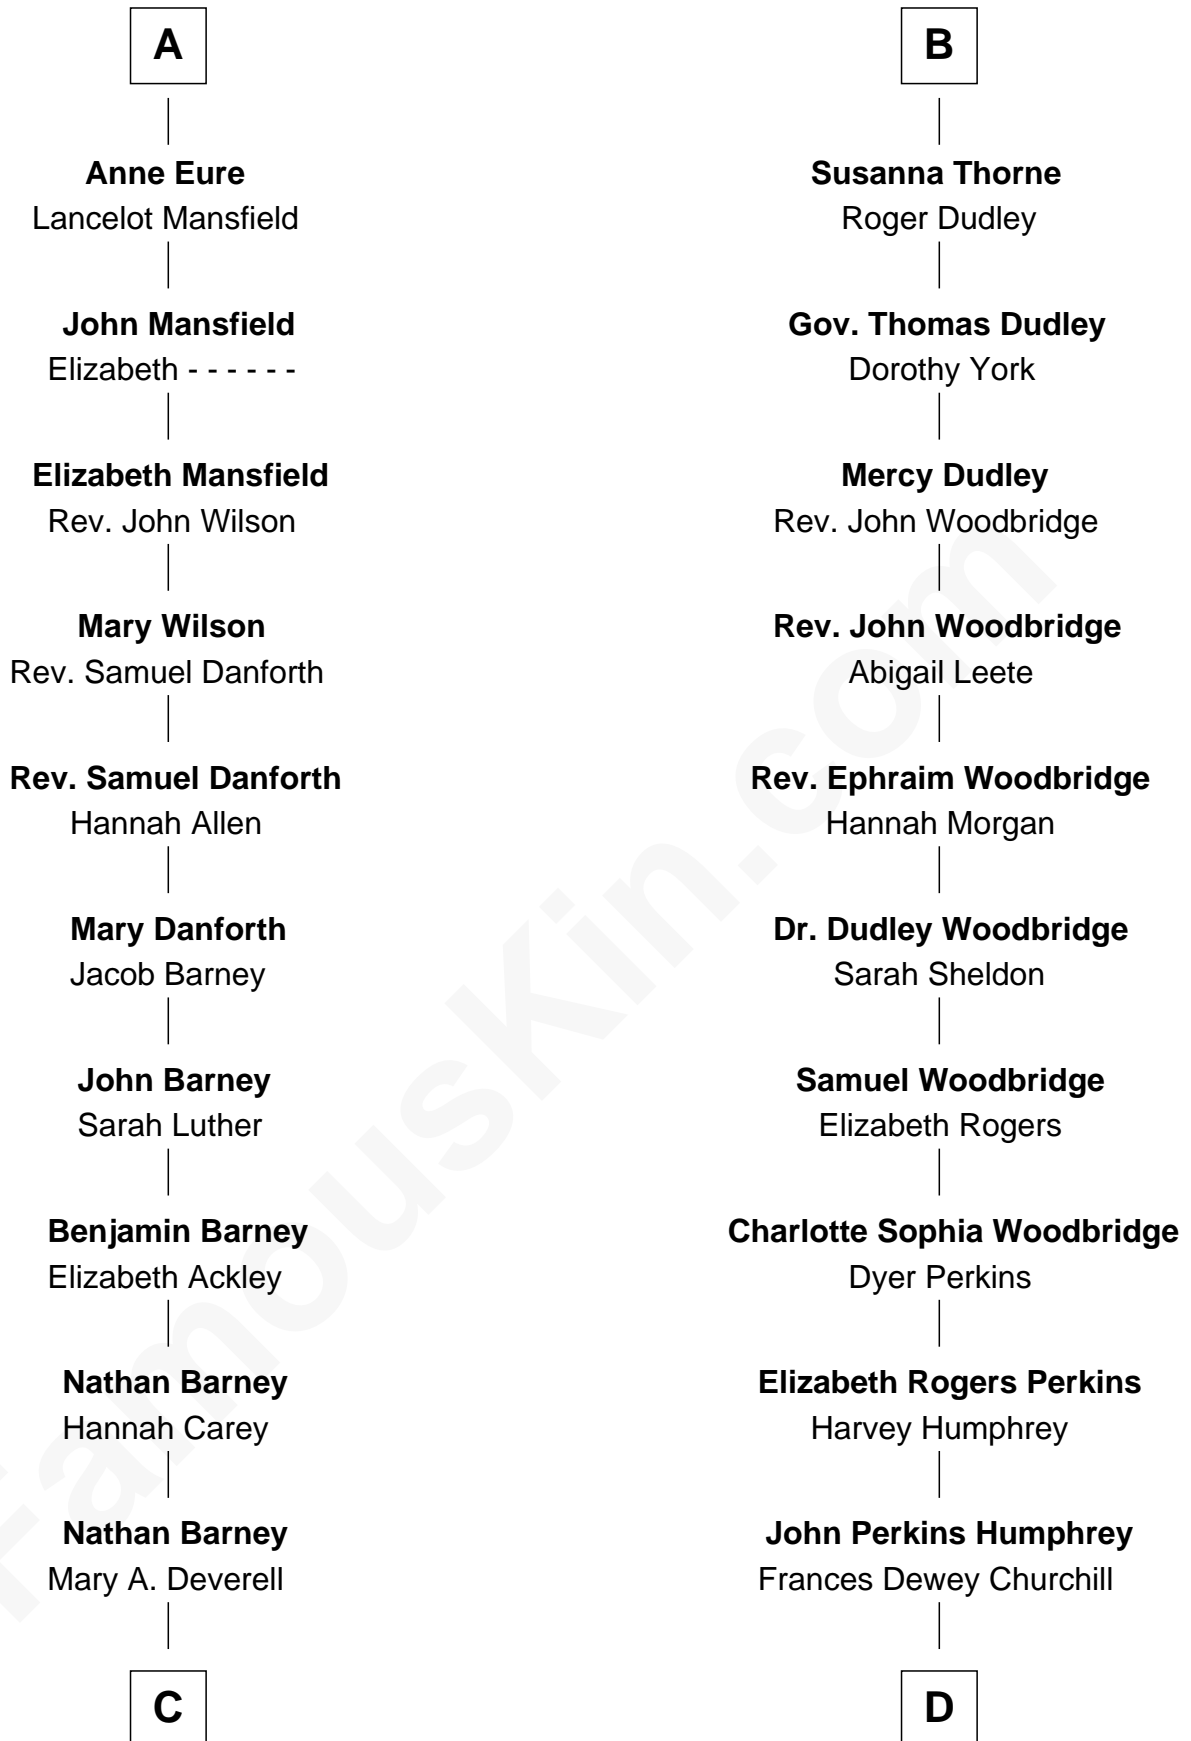 A
Anne Eure
Lancelot Mansfield
John Mansfield
Elizabeth - - - - - -
Elizabeth Mansfield
Rev. John Wilson
Mary Wilson
Rev. Samuel Danforth
Rev. Samuel Danforth
Hannah Allen
Mary Danforth
Jacob Barney
John Barney
Sarah Luther
Benjamin Barney
Elizabeth Ackley
Nathan Barney
Hannah Carey
Nathan Barney
Mary A. Deverell
C
B
Susanna Thorne
Roger Dudley
Gov. Thomas Dudley
Dorothy York
Mercy Dudley
Rev. John Woodbridge
Rev. John Woodbridge
Abigail Leete
Rev. Ephraim Woodbridge
Hannah Morgan
Dr. Dudley Woodbridge
Sarah Sheldon
Samuel Woodbridge
Elizabeth Rogers
Charlotte Sophia Woodbridge
Dyer Perkins
Elizabeth Rogers Perkins
Harvey Humphrey
John Perkins Humphrey
Frances Dewey Churchill
D
FamousKin.com